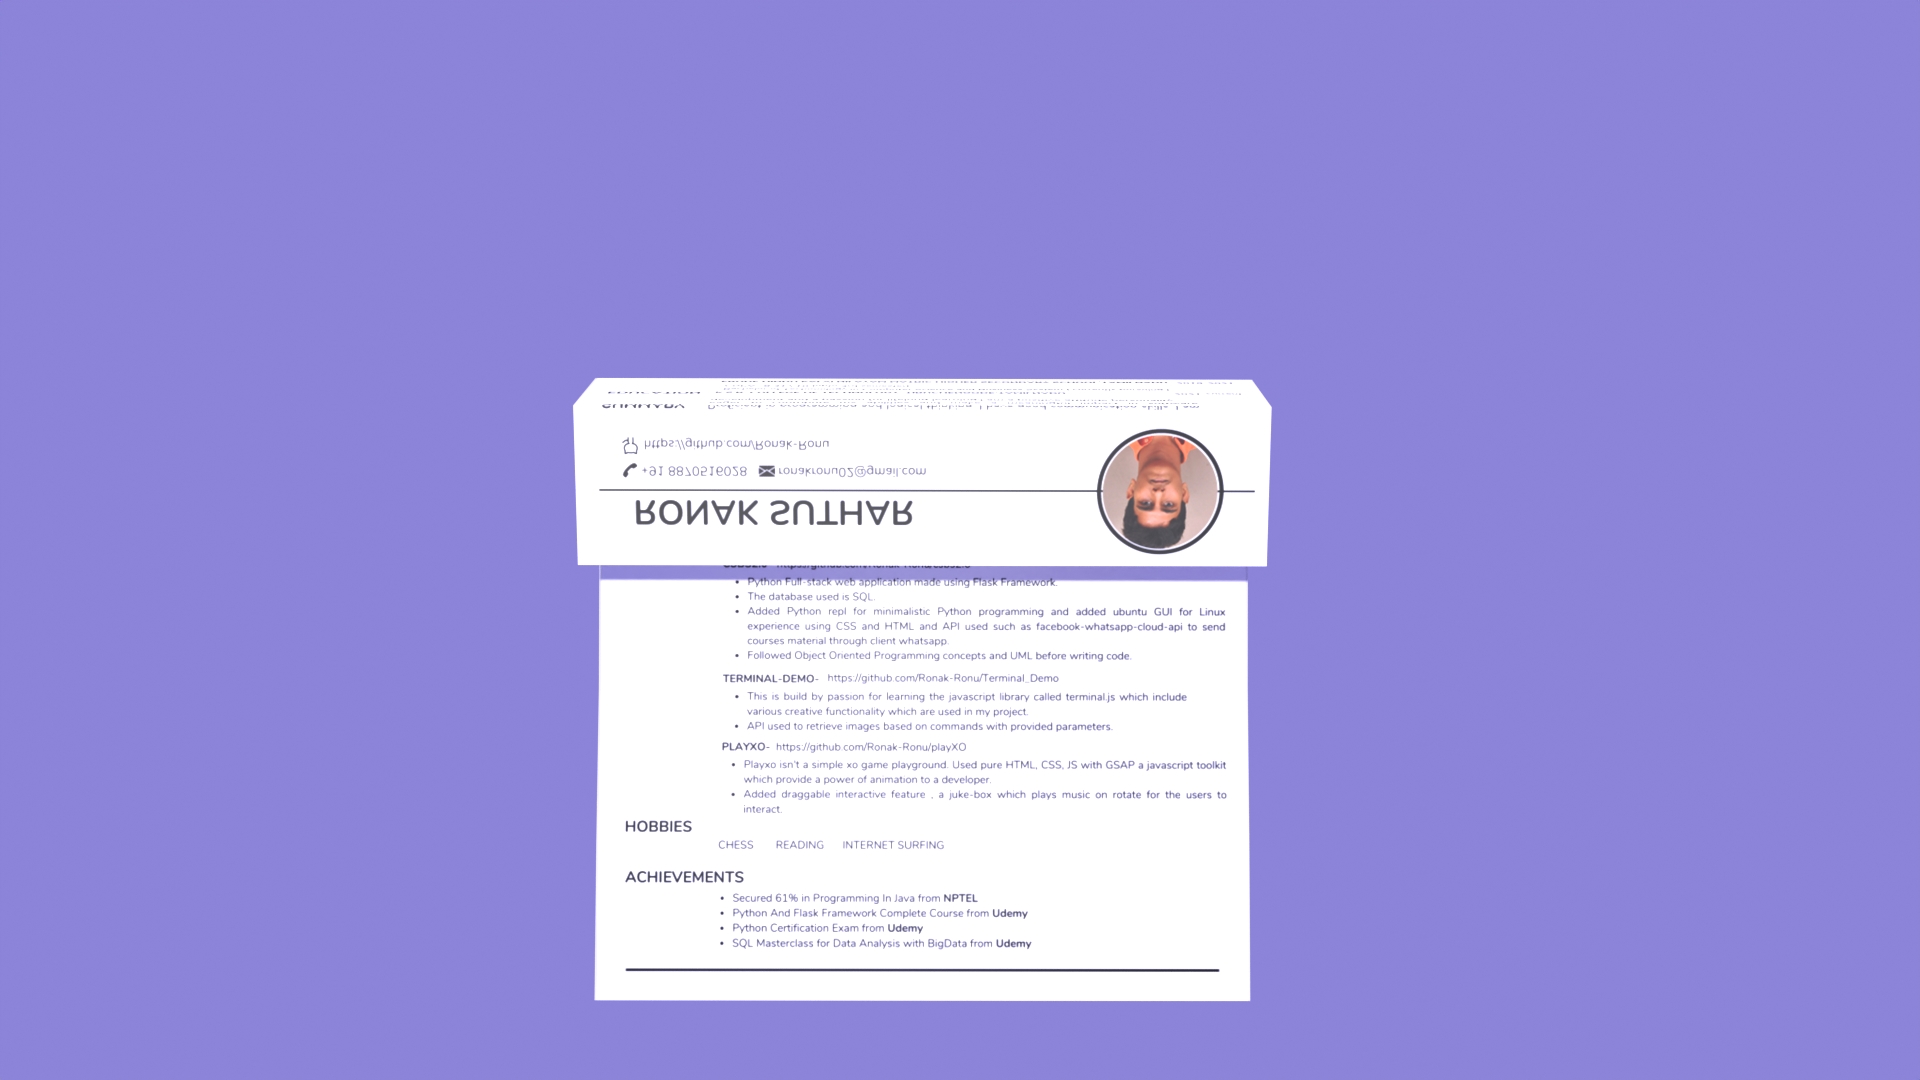 SUMMARY
https://github.com/Ronak-Ronu
+91 8870516028 ronakronu02@gmail.com
RONAK SUTHAR
Python Full-stack web application made using Flask Framework.
The database used is SQL.
Added Python repl for minimalistic Python programming and added ubuntu GUI for Linux
experience using CSS and HTML and API used such as facebook-whatsapp-cloud-api to send
courses material through client whatsapp.
Followed Object Oriented Programming concepts and UML before writing code.
TERMINAL-DEMO- https://github.com/Ronak-Ronu/Terminal_Demo
This is build by passion for learning the javascript library called terminal.js which include
various creative functionality which are used in my project.
API used to retrieve images based on commands with provided parameters.
PLAYXO- https://github.com/Ronak-Ronu/playXO
Playxo isn't a simple xo game playground. Used pure HTML, CSS, JS with GSAP a javascript toolkit
which provide a power of animation to a developer.
Added draggable interactive feature , a juke-box which plays music on rotate for the users to
interact.
HOBBIES
CHESS READING INTERNET SURFING
ACHIEVEMENTS
Secured 61% in Programming In Java from NPTEL
Python And Flask Framework Complete Course from Udemy
Python Certification Exam from Udemy
SQL Masterclass for Data Analysis with BigData from Udemy